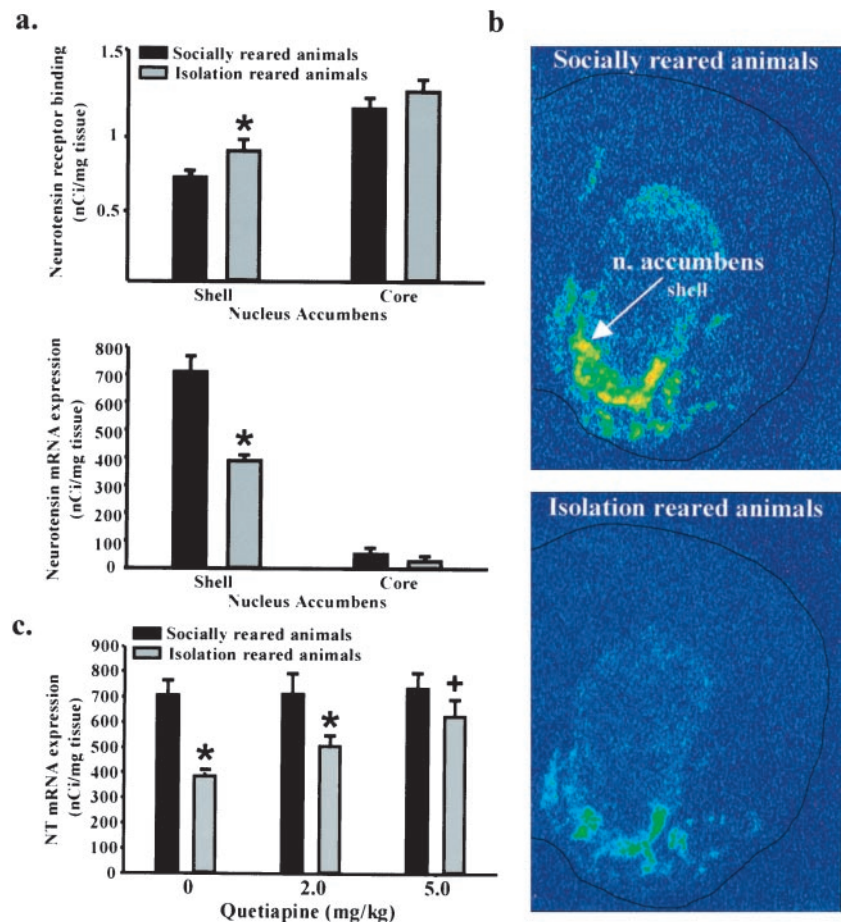 a.
1.5
1
0.5
Neurotensin receptor binding
(nCi/mg tissue)
Socially reared animals
Isolation reared animals
*
Shell
Core
Nucleus Accumbens
800
700
600
500
400
300
200
100
0
Neurotensin mRNA expression
(nCi/mg tissue)
*
Shell
Core
Nucleus Accumbens
b
Socially reared animals
n. accumbens
shell
Isolation reared animals
c.
900
800
700
600
500
400
300
200
100
0
NT mRNA expression
(nCi/mg tissue)
Socially reared animals
Isolation reared animals
*
*
+
0
2.0
5.0
Quetiapine (mg/kg)